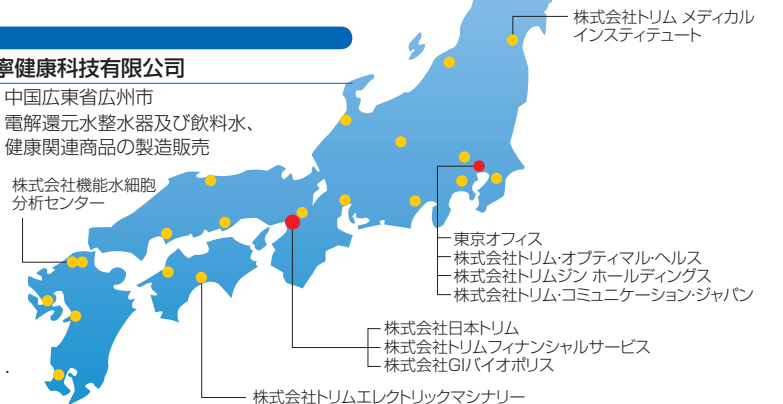 寧健康科技有限公司
中国広東省広州市
電解還元水整水器及び飲料水、
健康関連商品の製造販売
株式会社機能水細胞
分析センター
株式会社トリム メディカル
インスティテュート
東京オフィス
株式会社トリム・オプティマル・ヘルス
株式会社トリムジン ホールディングス
株式会社トリム・コミュニケーション・ジャパン
株式会社日本トリム
株式会社トリムフィナンシャルサービス
株式会社GIバイオポリス
株式会社トリムエレクトリックマシナリー